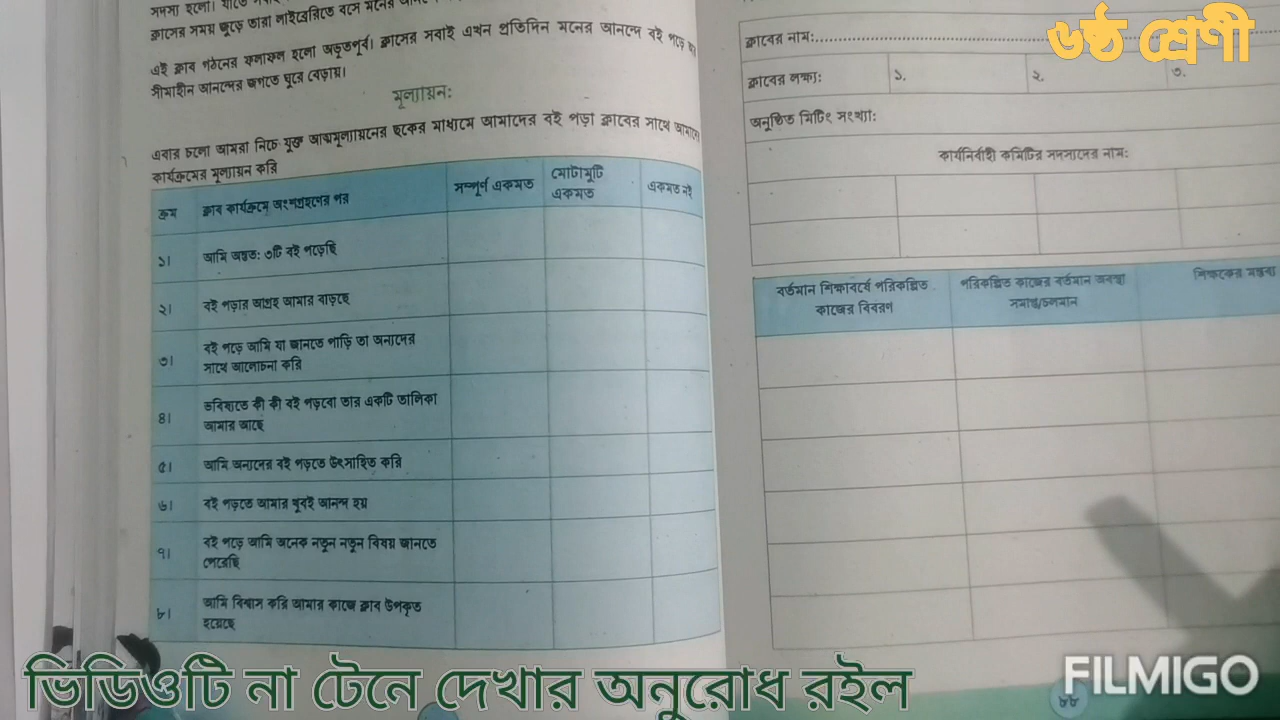 সদস্য হলো।
ক্লাসের সময় জুড়ে তারা লাইব্রেরিতে বসে মনের
এই ক্লাব গঠনের ফলাফল হলো অভূতপূর্ব। ক্লাসের সবাই এখন প্রতিদিন মনের আনন্দে বই পড়ে
সীমাহীন আনন্দের জগতে ঘুরে বেড়ায়।
মূল্যায়ন:
এবার চলো আমরা নিচে যুক্ত আত্মমূল্যায়নের ছকের মাধ্যমে আমাদের বই পড়া ক্লাবের সাথে আমাদের
কার্যক্রমের মূল্যায়ন করি
ক্রম ক্লাব কার্যক্রমে অংশগ্রহণের পর সম্পূর্ণ একমত মোটামুটি একমত একমত নই
১। আমি অন্তত: ৩টি বই পড়েছি
২। বই পড়ার আগ্রহ আমার বাড়ছে
৩। বই পড়ে আমি যা জানতে পাড়ি তা অন্যদের
সাথে আলোচনা করি
৪। ভবিষ্যতে কী কী বই পড়বো তার একটি তালিকা
আমার আছে
৫। আমি অন্যদের বই পড়তে উৎসাহিত করি
৬। বই পড়তে আমার খুবই আনন্দ হয়
৭। বই পড়ে আমি অনেক নতুন নতুন বিষয় জানতে
পেরেছি
৮। আমি বিশ্বাস করি আমার কাজে ক্লাব উপকৃত
হয়েছে
৬ষ্ঠ শ্রেণী
ক্লাবের নাম:
ক্লাবের লক্ষ্য: ১. ২. ৩.
অনুষ্ঠিত মিটিং সংখ্যা:
কার্যনির্বাহী কমিটির সদস্যদের নাম:
বর্তমান শিক্ষাবর্ষে পরিকল্পিত কাজের বিবরণ
পরিকল্পিত কাজের বর্তমান অবস্থা সমাপ্ত/চলমান
শিক্ষকের মন্তব্য
ভিডিওটি না টেনে দেখার অনুরোধ রইল
FILMIGO